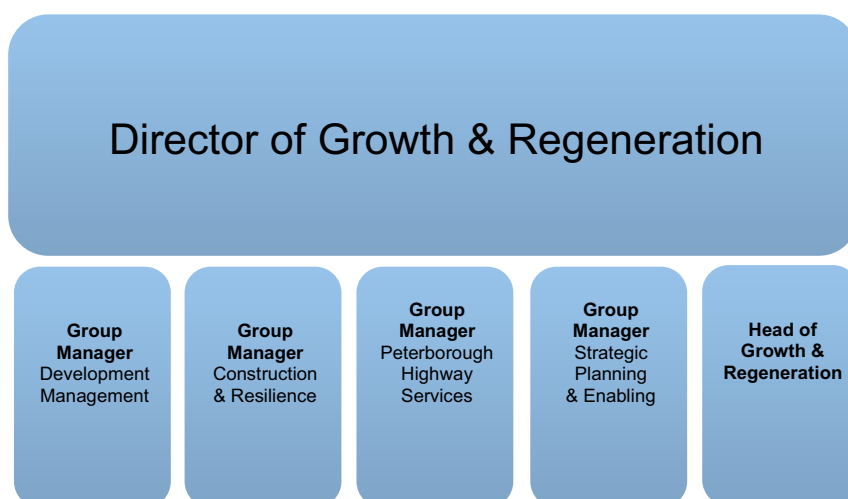 Director of Growth & Regeneration
Group
Manager
Development
Management
Group
Manager
Construction
& Resilience
Group
Manager
Peterborough
Highway
Services
Group
Manager
Strategic
Planning
& Enabling
Head of
Growth &
Regeneration